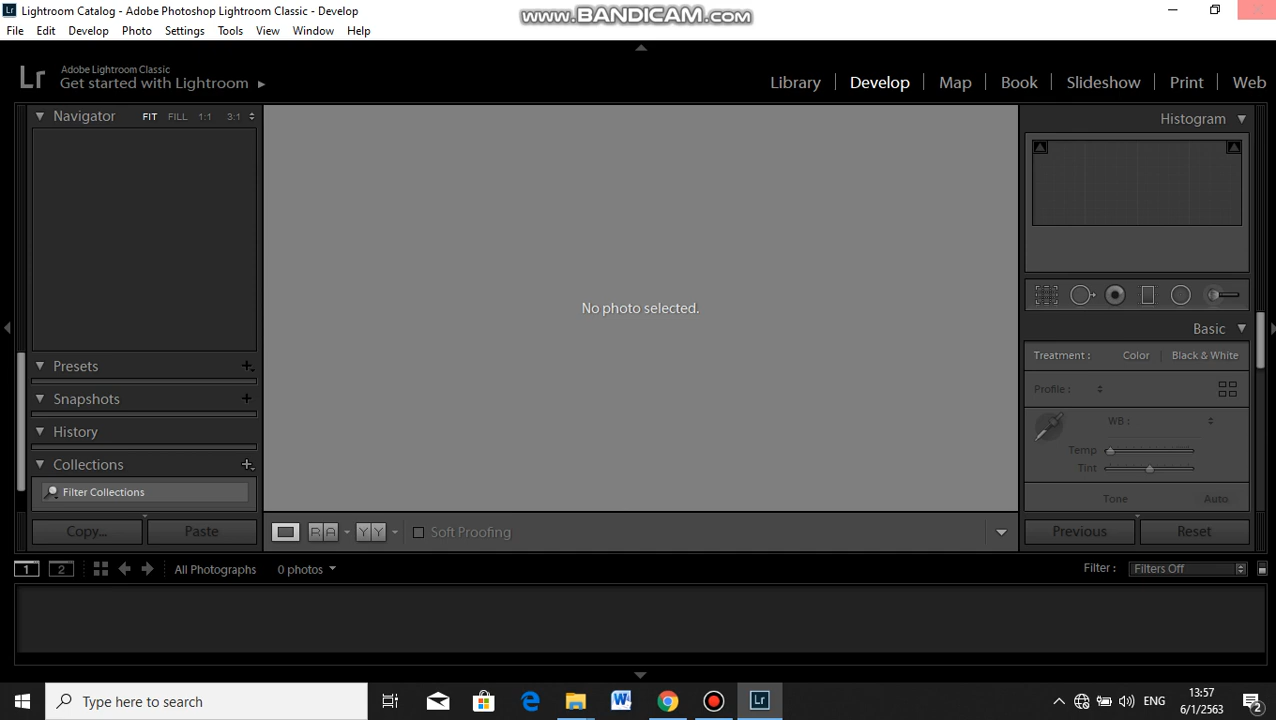 Lr Lightroom Catalog - Adobe Photoshop Lightroom Classic - Develop
www.BANDICAM.com
File Edit Develop Photo Settings Tools View Window Help
Lr Adobe Lightroom Classic
Get started with Lightroom
Library Develop Map Book Slideshow Print Web
Navigator FIT FILL 1:1 3:1
Histogram
No photo selected.
Basic
Treatment : Color Black & White
Presets
Profile :
Snapshots
WB :
History
Temp
Collections
Tint
Filter Collections
Tone Auto
Copy... Paste
R A Y Y Soft Proofing
Previous Reset
1 2 All Photographs 0 photos
Filter : Filters Off
Type here to search
W Lr
ENG
13:57
6/1/2563
2